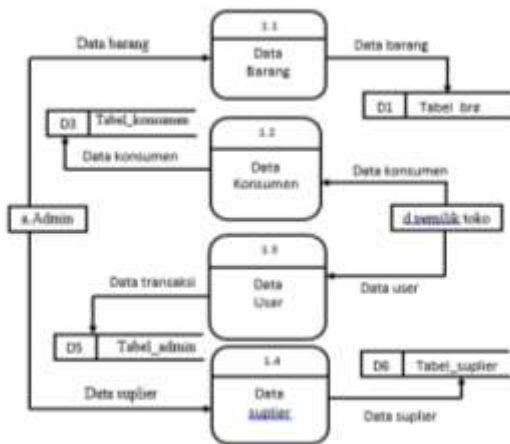 1.1
Data barang
Data
Barang
Data barang
D1 Tabel_brg
D3 Tabel_konsumen
1.2
Data konsumen
Data
Konsumen
Data konsumen
a.Admin
d.pemilik toko
1.3
Data transaksi
Data
User
Data user
D5 Tabel_admin
1.4
D6 Tabel_suplier
Data suplier
Data
suplier
Data suplier